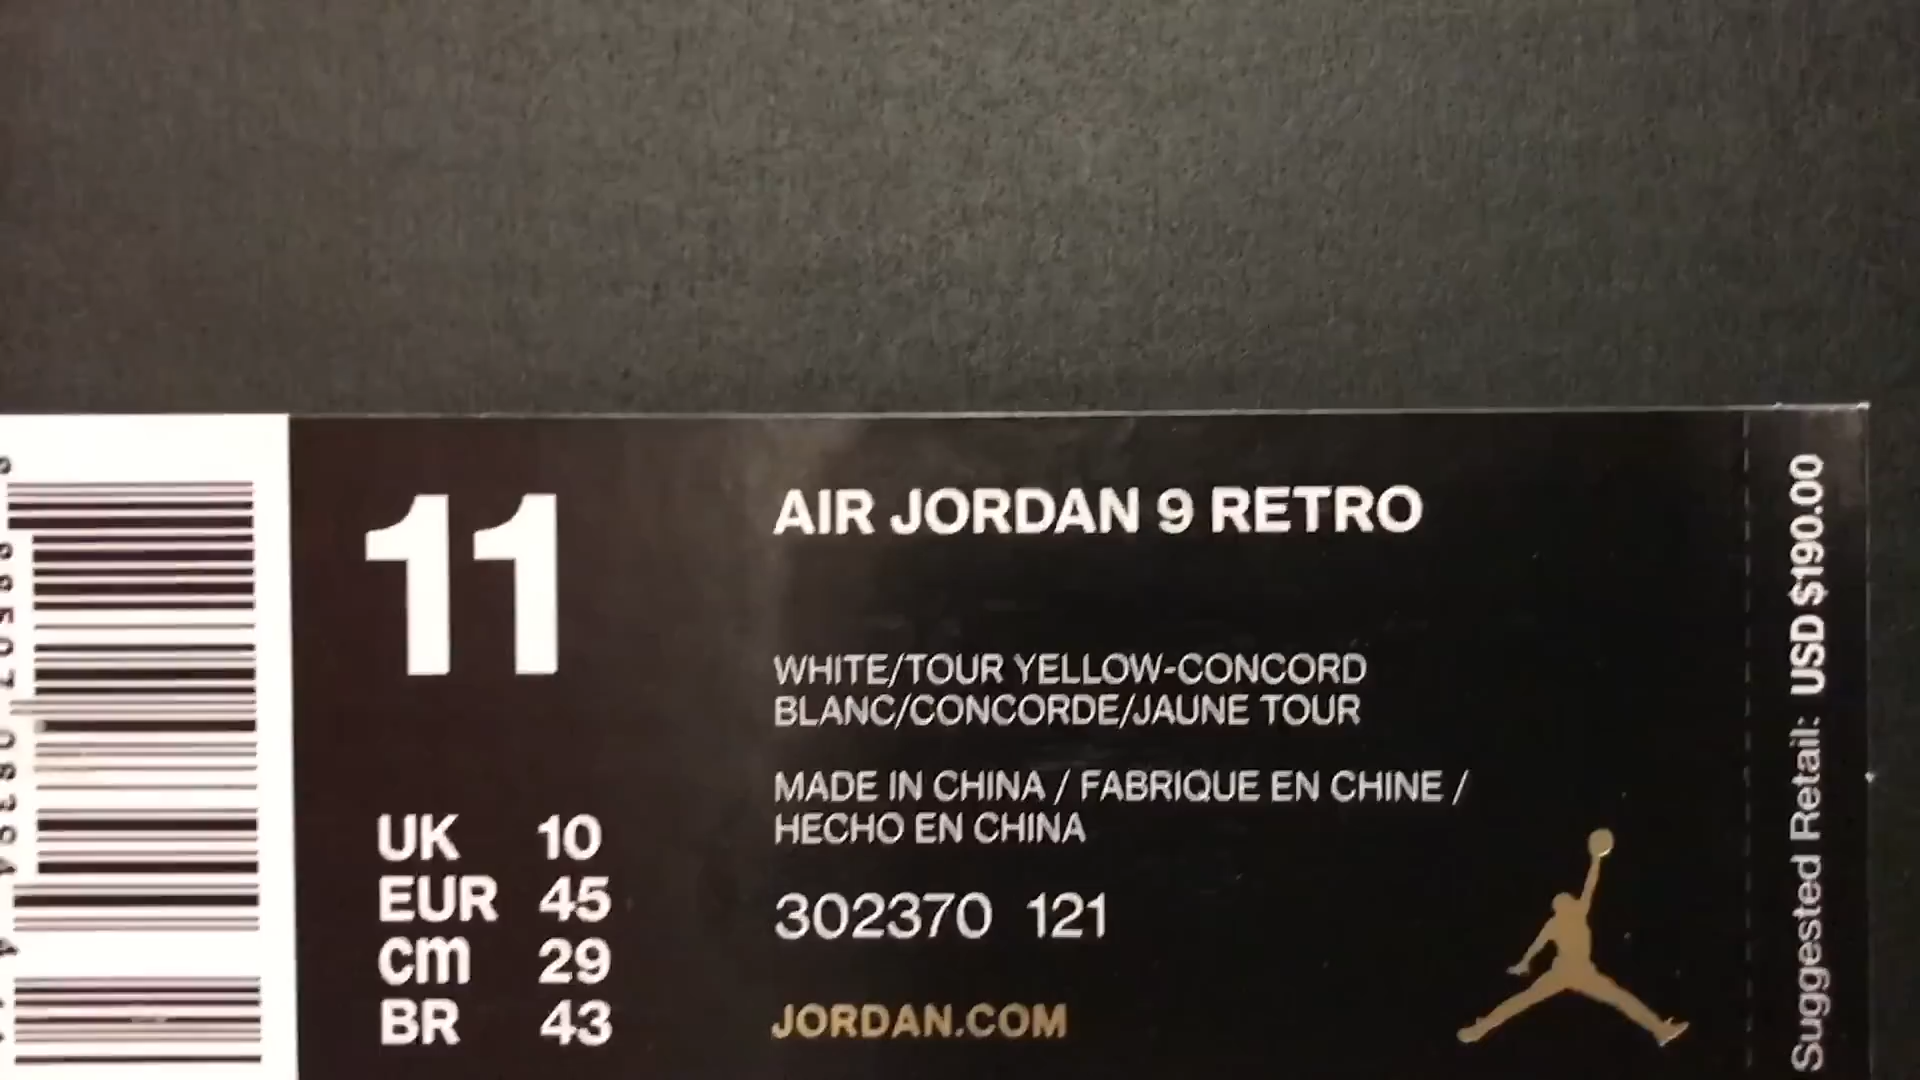 11
AIR JORDAN 9 RETRO
WHITE/TOUR YELLOW-CONCORD
BLANC/CONCORDE/JAUNE TOUR
MADE IN CHINA / FABRIQUE EN CHINE /
HECHO EN CHINA
302370 121
JORDAN.COM
UK 10
EUR 45
cm 29
BR 43
Suggested Retail: USD $190.00